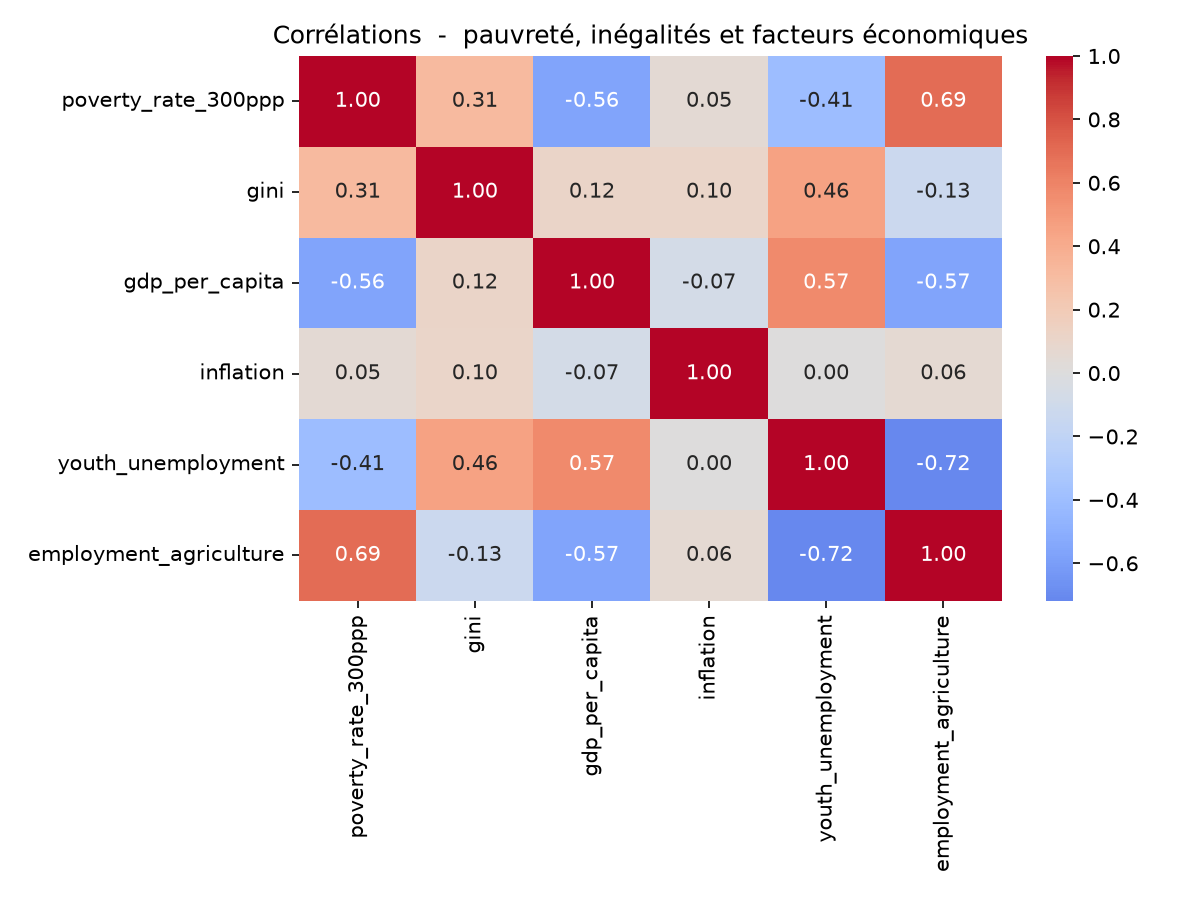 Corrélations  -  pauvreté, inégalités et facteurs économiques
poverty_rate_300ppp 1.00 0.31 -0.56 0.05 -0.41 0.69
gini 0.31 1.00 0.12 0.10 0.46 -0.13
gdp_per_capita -0.56 0.12 1.00 -0.07 0.57 -0.57
inflation 0.05 0.10 -0.07 1.00 0.00 0.06
youth_unemployment -0.41 0.46 0.57 0.00 1.00 -0.72
employment_agriculture 0.69 -0.13 -0.57 0.06 -0.72 1.00
poverty_rate_300ppp
gini
gdp_per_capita
inflation
youth_unemployment
employment_agriculture
1.0
0.8
0.6
0.4
0.2
0.0
−0.2
−0.4
−0.6